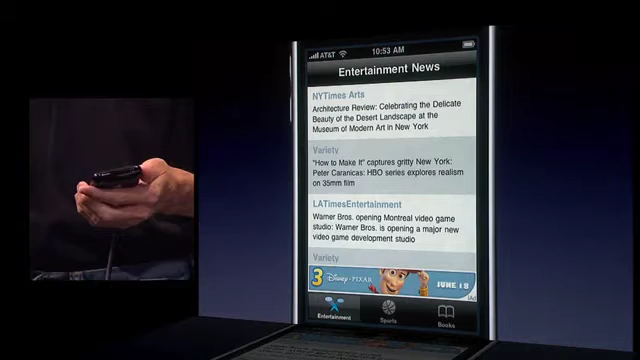 AT&T
10:53 AM
Entertainment News
NYTimes Arts
Architecture Review: Celebrating the Delicate
Beauty of the Desert Landscape at the
Museum of Modern Art in New York
Variety
"How to Make It" captures gritty New York:
Peter Caranicas: HBO series explores realism
on 35mm film
LATimesEntertainment
Warner Bros. opening Montreal video game
studio: Warner Bros. is opening a major new
video game development studio
Variety
3 Disney·PIXAR JUNE 18
iAd
Entertainment
Sports
Books